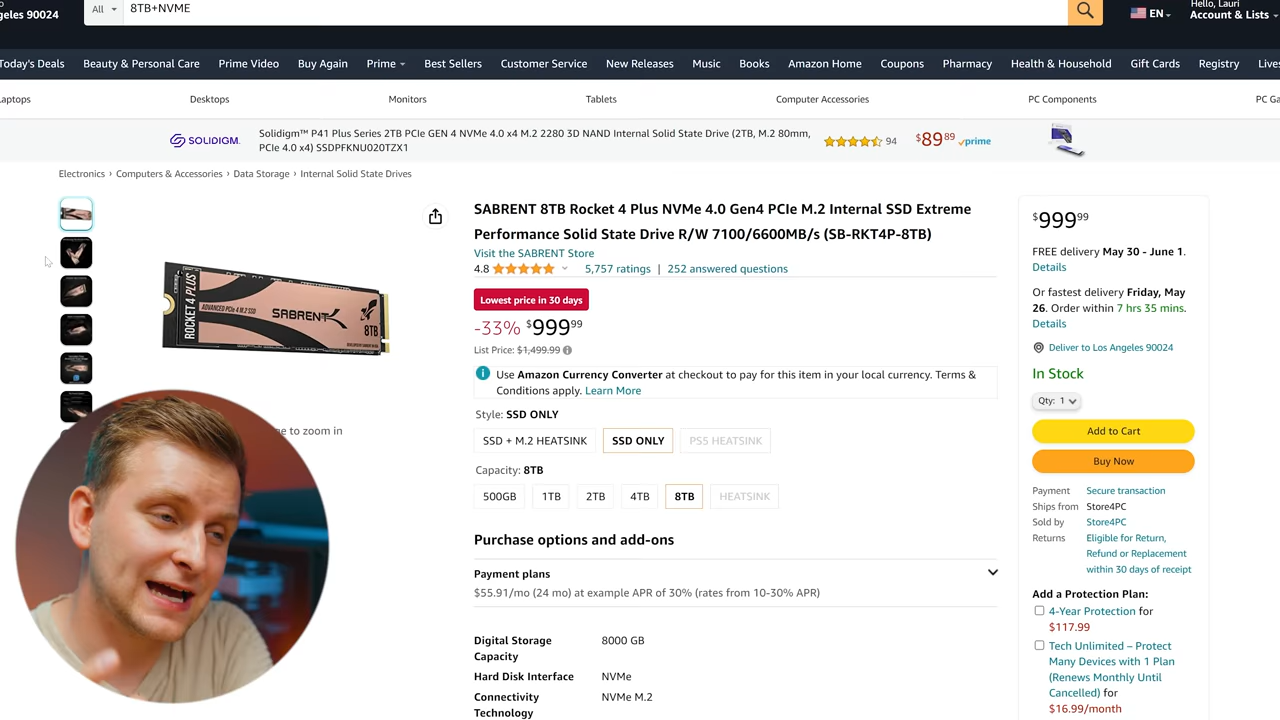 geles 90024
All
8TB+NVME
EN
Hello, Lauri
Account & Lists
Today's Deals
Beauty & Personal Care
Prime Video
Buy Again
Prime
Best Sellers
Customer Service
New Releases
Music
Books
Amazon Home
Coupons
Pharmacy
Health & Household
Gift Cards
Registry
Lives
aptops
Desktops
Monitors
Tablets
Computer Accessories
PC Components
PC Ga
SOLIDIGM.
Solidigm™ P41 Plus Series 2TB PCIe GEN 4 NVMe 4.0 x4 M.2 2280 3D NAND Internal Solid State Drive (2TB, M.2 80mm,
PCIe 4.0 x4) SSDPFKNU020TZX1
94
$89 89
prime
Electronics › Computers & Accessories › Data Storage › Internal Solid State Drives
ROCKET 4 PLUS
ADVANCED PCIe 4 M.2 SSD
SABRENT
8TB
e to zoom in
SABRENT 8TB Rocket 4 Plus NVMe 4.0 Gen4 PCIe M.2 Internal SSD Extreme
Performance Solid State Drive R/W 7100/6600MB/s (SB-RKT4P-8TB)
Visit the SABRENT Store
4.8
5,757 ratings | 252 answered questions
Lowest price in 30 days
-33% $999 99
List Price: $1,499.99
Use Amazon Currency Converter at checkout to pay for this item in your local currency. Terms &
Conditions apply. Learn More
Style: SSD ONLY
SSD + M.2 HEATSINK
SSD ONLY
PS5 HEATSINK
Capacity: 8TB
500GB
1TB
2TB
4TB
8TB
HEATSINK
Purchase options and add-ons
Payment plans
$55.91/mo (24 mo) at example APR of 30% (rates from 10-30% APR)
Digital Storage
Capacity
8000 GB
Hard Disk Interface
NVMe
Connectivity
Technology
NVMe M.2
$999 99
FREE delivery May 30 - June 1.
Details
Or fastest delivery Friday, May
26. Order within 7 hrs 35 mins.
Details
Deliver to Los Angeles 90024
In Stock
Qty: 1
Add to Cart
Buy Now
Payment
Secure transaction
Ships from
Store4PC
Sold by
Store4PC
Returns
Eligible for Return,
Refund or Replacement
within 30 days of receipt
Add a Protection Plan:
4-Year Protection for
$117.99
Tech Unlimited – Protect
Many Devices with 1 Plan
(Renews Monthly Until
Cancelled) for
$16.99/month